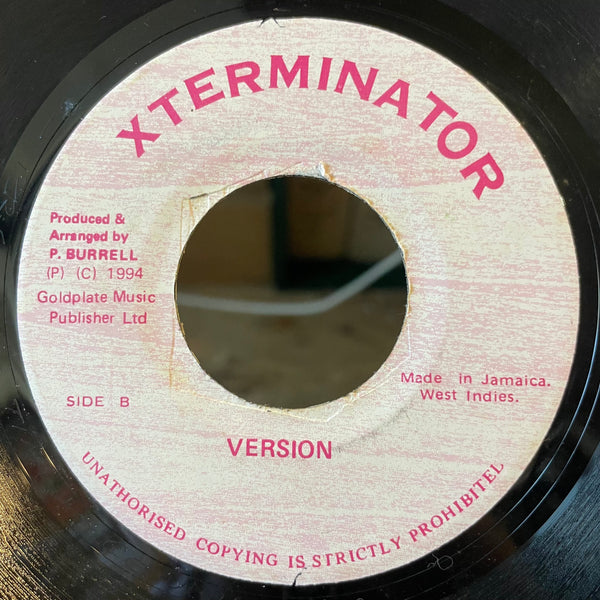 XTERMINATOR
Produced &
Arranged by
P. BURRELL
(P) (C) 1994
Goldplate Music
Publisher Ltd
SIDE B
Made in Jamaica.
West Indies.
VERSION
UNATHORISED COPYING IS STRICTLY PROHIBITEL